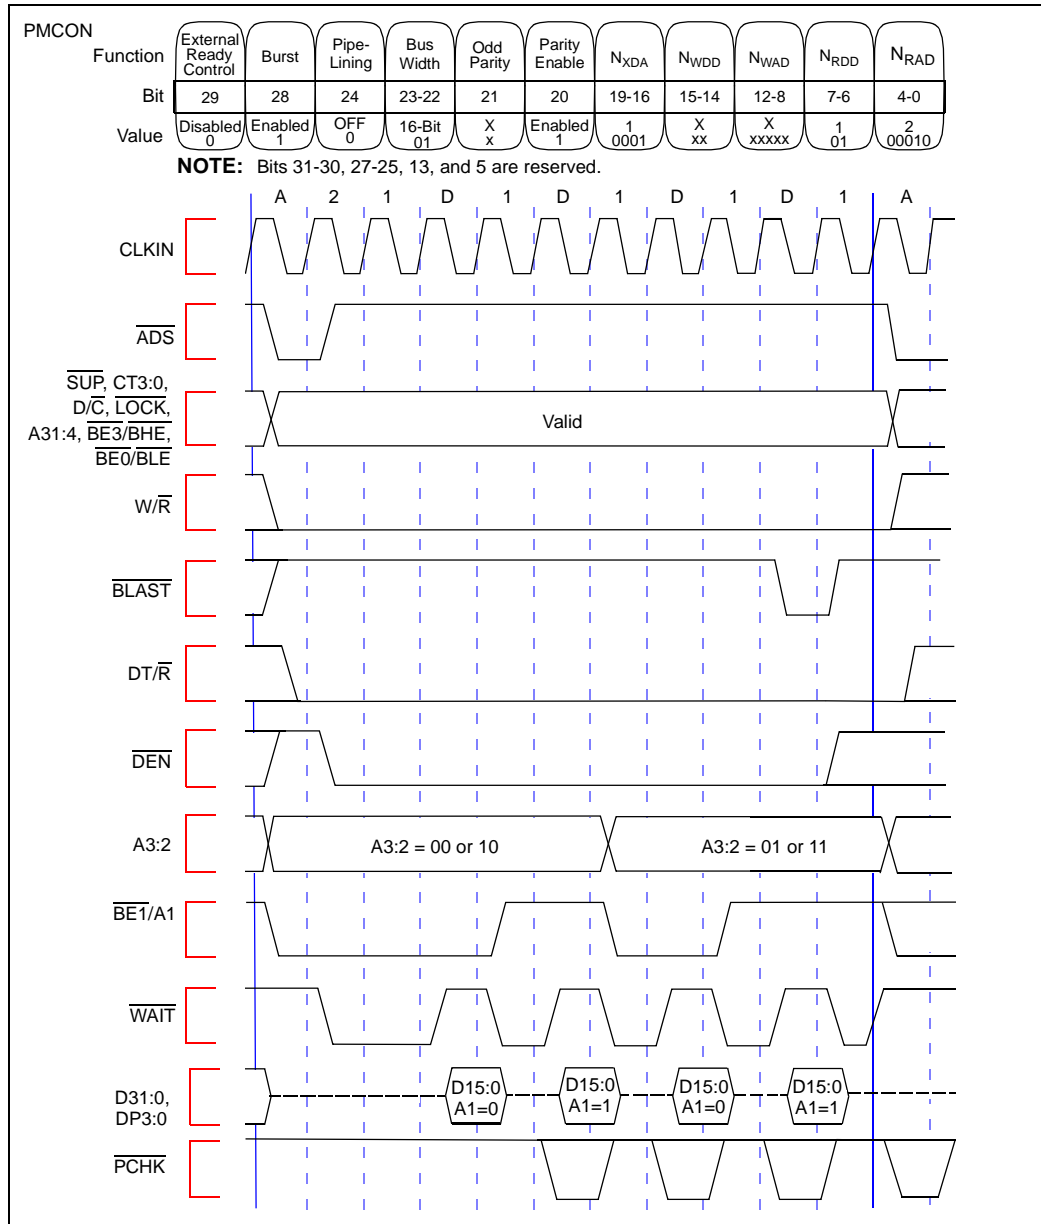 PMCON
Function External Ready Control Burst Pipe-Lining Bus Width Odd Parity Parity Enable NXDA NWDD NWAD NRDD NRAD
Bit 29 28 24 23-22 21 20 19-16 15-14 12-8 7-6 4-0
Value Disabled 0 Enabled 1 OFF 0 16-Bit 01 X x Enabled 1 1 0001 X xx X xxxxx 1 01 2 00010
NOTE: Bits 31-30, 27-25, 13, and 5 are reserved.
A 2 1 D 1 D 1 D 1 D 1 A
CLKIN
ADS
SUP, CT3:0,
D/C, LOCK,
A31:4, BE3/BHE,
BE0/BLE
Valid
W/R
BLAST
DT/R
DEN
A3:2 A3:2 = 00 or 10 A3:2 = 01 or 11
BE1/A1
WAIT
D31:0,
DP3:0
D15:0 D15:0 D15:0 D15:0
A1=0 A1=1 A1=0 A1=1
PCHK